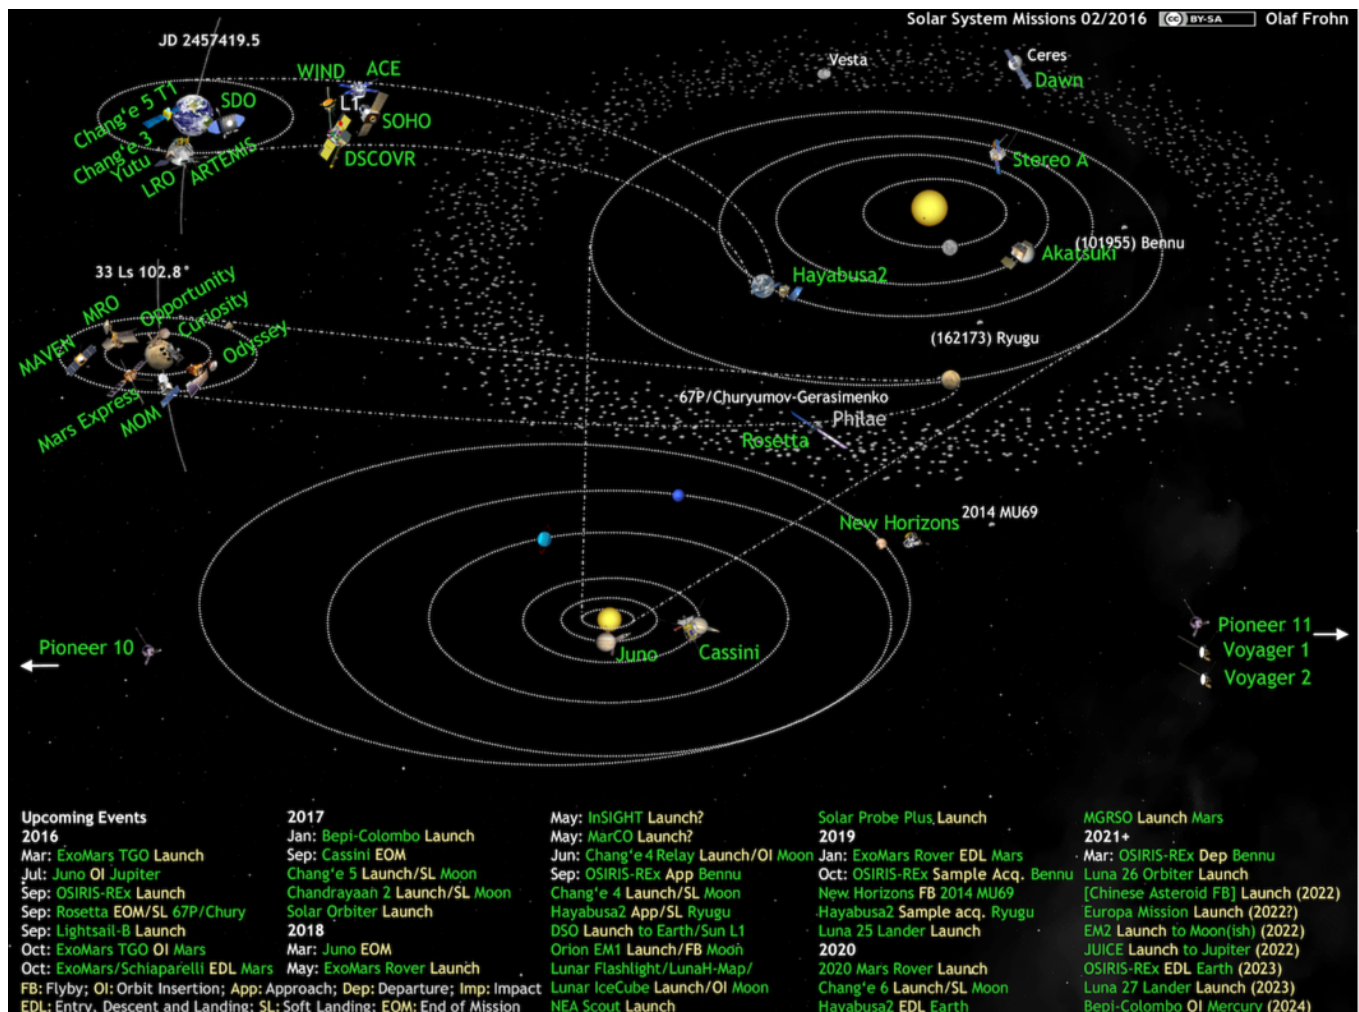 Solar System Missions 02/2016 (cc) BY-SA Olaf Frohn
JD 2457419.5
WIND
ACE
L1
SOHO
DSCOVR
Chang'e 5 T1
SDO
Chang'e 3
Yutu
LRO
ARTEMIS
Vesta
Ceres
Dawn
Stereo A
(101955) Bennu
Akatsuki
Hayabusa2
(162173) Ryugu
33 Ls 102.8°
MRO
Opportunity
Curiosity
MAVEN
Odyssey
Mars Express
MOM
67P/Churyumov-Gerasimenko
Philae
Rosetta
New Horizons
2014 MU69
Pioneer 10
Juno
Cassini
Pioneer 11
Voyager 1
Voyager 2
Upcoming Events
2016
Mar: ExoMars TGO Launch
Jul: Juno OI Jupiter
Sep: OSIRIS-REx Launch
Sep: Rosetta EOM/SL 67P/Chury
Sep: Lightsail-B Launch
Oct: ExoMars TGO OI Mars
Oct: ExoMars/Schiaparelli EDL Mars
2017
Jan: Bepi-Colombo Launch
Sep: Cassini EOM
Chang'e 5 Launch/SL Moon
Chandrayaan 2 Launch/SL Moon
Solar Orbiter Launch
2018
Mar: Juno EOM
May: ExoMars Rover Launch
FB: Flyby; OI: Orbit Insertion; App: Approach; Dep: Departure; Imp: Impact
EDL: Entry, Descent and Landing; SL: Soft Landing; EOM: End of Mission
May: InSIGHT Launch?
May: MarCO Launch?
Jun: Chang'e 4 Relay Launch/OI Moon
Sep: OSIRIS-REx App Bennu
Chang'e 4 Launch/SL Moon
Hayabusa2 App/SL Ryugu
DSO Launch to Earth/Sun L1
Orion EM1 Launch/FB Moon
Lunar Flashlight/LunaH-Map/
Lunar IceCube Launch/OI Moon
NEA Scout Launch
Solar Probe Plus Launch
2019
Jan: ExoMars Rover EDL Mars
Oct: OSIRIS-REx Sample Acq. Bennu
New Horizons FB 2014 MU69
Hayabusa2 Sample acq. Ryugu
Luna 25 Lander Launch
2020
2020 Mars Rover Launch
Chang'e 6 Launch/SL Moon
Hayabusa2 EDL Earth
MGRSO Launch Mars
2021+
Mar: OSIRIS-REx Dep Bennu
Luna 26 Orbiter Launch
[Chinese Asteroid FB] Launch (2022)
Europa Mission Launch (2022?)
EM2 Launch to Moon(ish) (2022)
JUICE Launch to Jupiter (2022)
OSIRIS-REx EDL Earth (2023)
Luna 27 Lander Launch (2023)
Bepi-Colombo OI Mercury (2024)